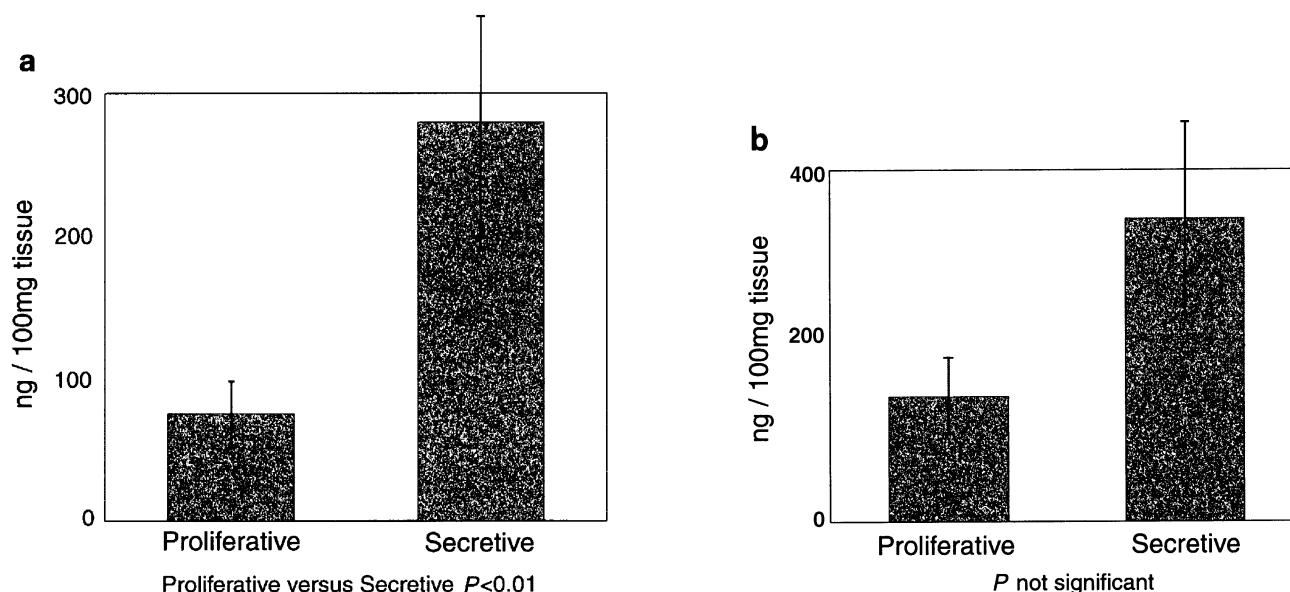 a
300
200
100
0
ng / 100mg tissue
Proliferative
Secretive
Proliferative versus Secretive P<0.01
b
400
200
0
ng / 100mg tissue
Proliferative
Secretive
P not significant